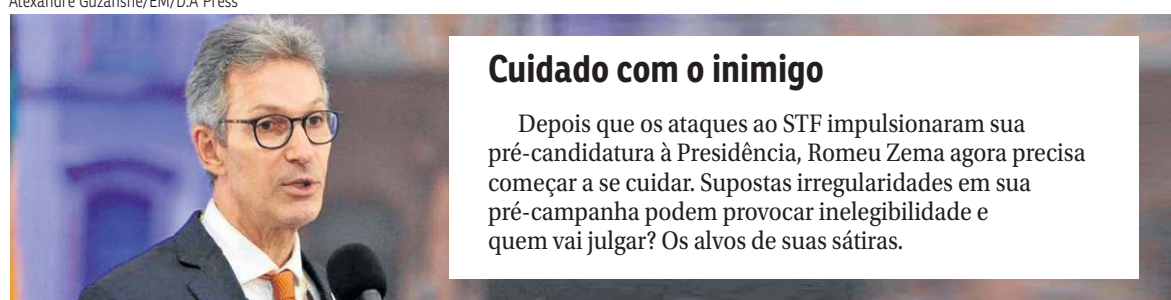 Alexandre Guzanshe/EM/D.A Press
Cuidado com o inimigo
Depois que os ataques ao STF impulsionaram sua
pré-candidatura à Presidência, Romeu Zema agora precisa
começar a se cuidar. Supostas irregularidades em sua
pré-campanha podem provocar inelegibilidade e
quem vai julgar? Os alvos de suas sátiras.